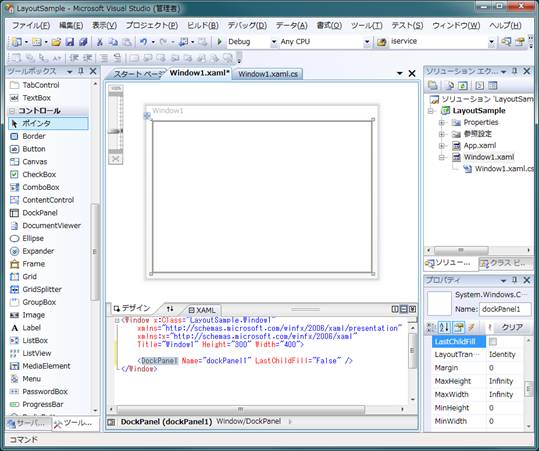 LayoutSample - Microsoft Visual Studio (管理者)
ファイル(F) 編集(E) 表示(V) プロジェクト(P) ビルド(B) デバッグ(D) データ(A) 書式(O) ツール(T) テスト(S) ウィンドウ(W) ヘルプ(H)
Debug Any CPU iservice
ツールボックス
TabControl
TextBox
コントロール
ポインタ
Border
Button
Canvas
CheckBox
ComboBox
ContentControl
DockPanel
DocumentViewer
Ellipse
Expander
Frame
Grid
GridSplitter
GroupBox
Image
Label
ListBox
ListView
MediaElement
Menu
PasswordBox
ProgressBar
サーバ... ツール...
スタート ページ Window1.xaml* Window1.xaml.cs
Window1
デザイン XAML
<Window x:Class="LayoutSample.Window1"
xmlns="http://schemas.microsoft.com/winfx/2006/xaml/presentation"
xmlns:x="http://schemas.microsoft.com/winfx/2006/xaml"
Title="Window1" Height="300" Width="400">
<DockPanel Name="dockPanel1" LastChildFill="False" />
</Window>
DockPanel (dockPanel1) Window/DockPanel
ソリューション エクス...
ソリューション 'LayoutSam
LayoutSample
Properties
参照設定
App.xaml
Window1.xaml
Window1.xaml.cs
ソリュー... クラス ビ...
プロパティ
System.Windows.C...
Name: dockPanel1
クリア
LastChildFill
LayoutTran... Identity
Margin 0
MaxHeight Infinity
MaxWidth Infinity
MinHeight 0
MinWidth 0
コマンド